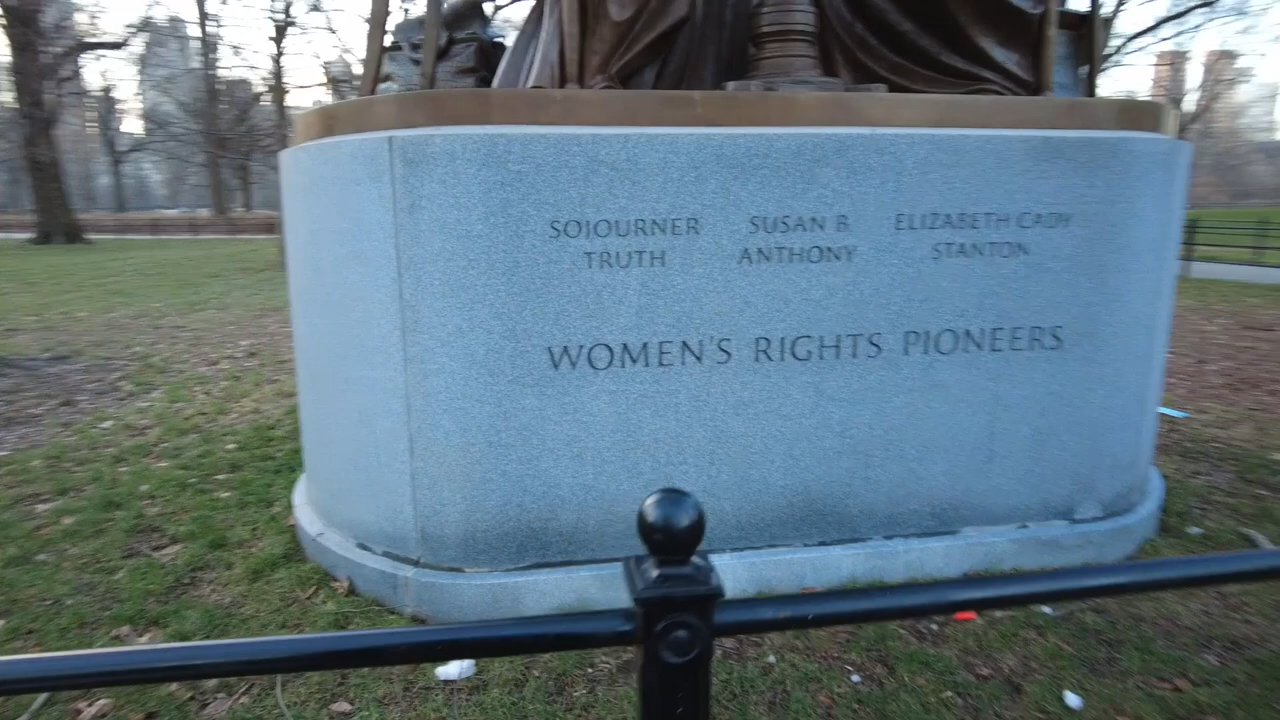 SOJOURNER SUSAN B ELIZABETH CADY
TRUTH ANTHONY STANTON
WOMEN'S RIGHTS PIONEERS